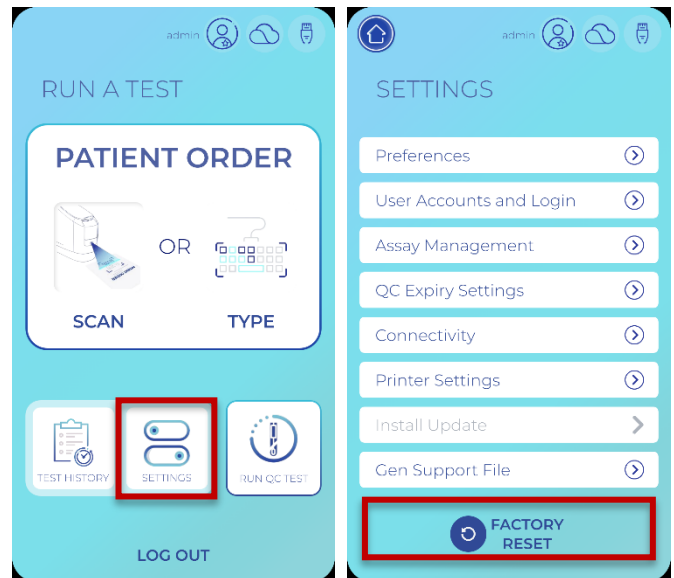 admin
RUN A TEST
PATIENT ORDER
OR
SCAN
TYPE
TEST HISTORY
SETTINGS
RUN QC TEST
LOG OUT
admin
SETTINGS
Preferences
User Accounts and Login
Assay Management
QC Expiry Settings
Connectivity
Printer Settings
Install Update
Gen Support File
FACTORY
RESET